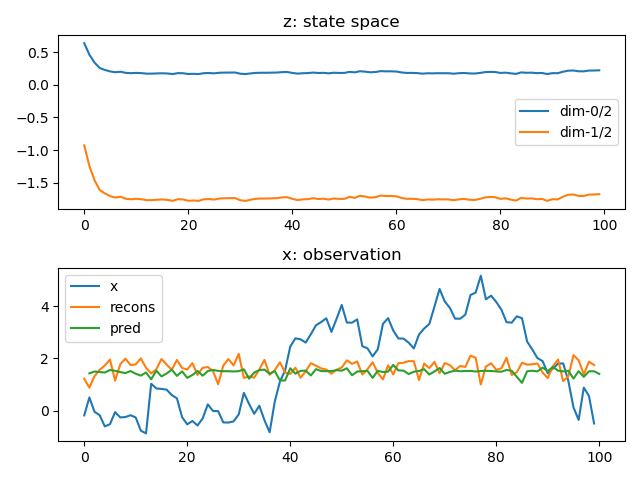 z: state space
0.5
0.0
−0.5
−1.0
−1.5
dim-0/2
dim-1/2
0 20 40 60 80 100
x: observation
x
recons
pred
4
2
0
0 20 40 60 80 100